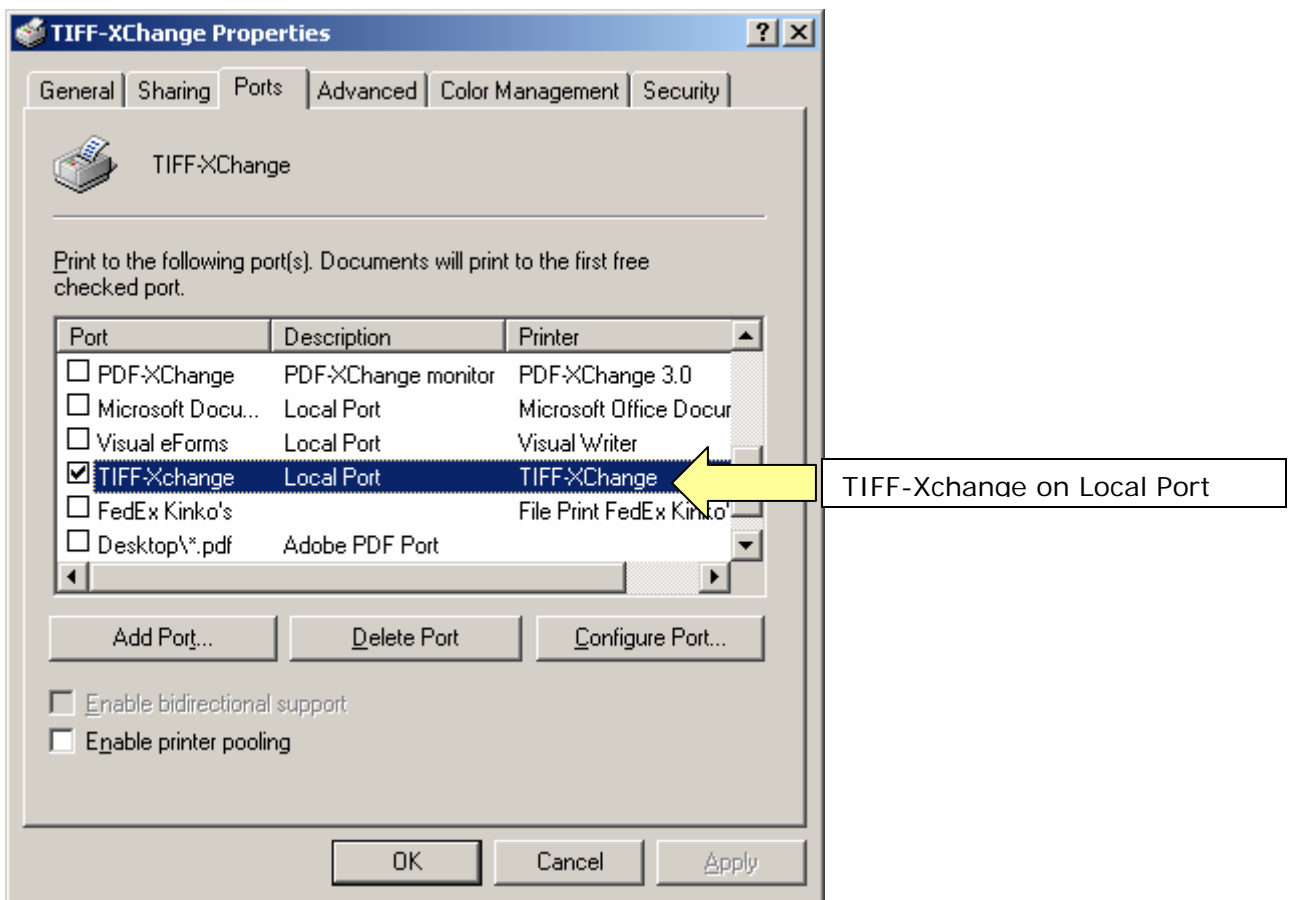 TIFF-XChange Properties
General Sharing Ports Advanced Color Management Security
TIFF-XChange
Print to the following port(s). Documents will print to the first free
checked port.
Port Description Printer
PDF-XChange PDF-XChange monitor PDF-XChange 3.0
Microsoft Docu... Local Port Microsoft Office Docur
Visual eForms Local Port Visual Writer
TIFF-Xchange Local Port TIFF-XChange
TIFF-Xchange on Local Port
FedEx Kinko's File Print FedEx Kinko'
Desktop\*.pdf Adobe PDF Port
Add Port... Delete Port Configure Port...
Enable bidirectional support
Enable printer pooling
OK Cancel Apply